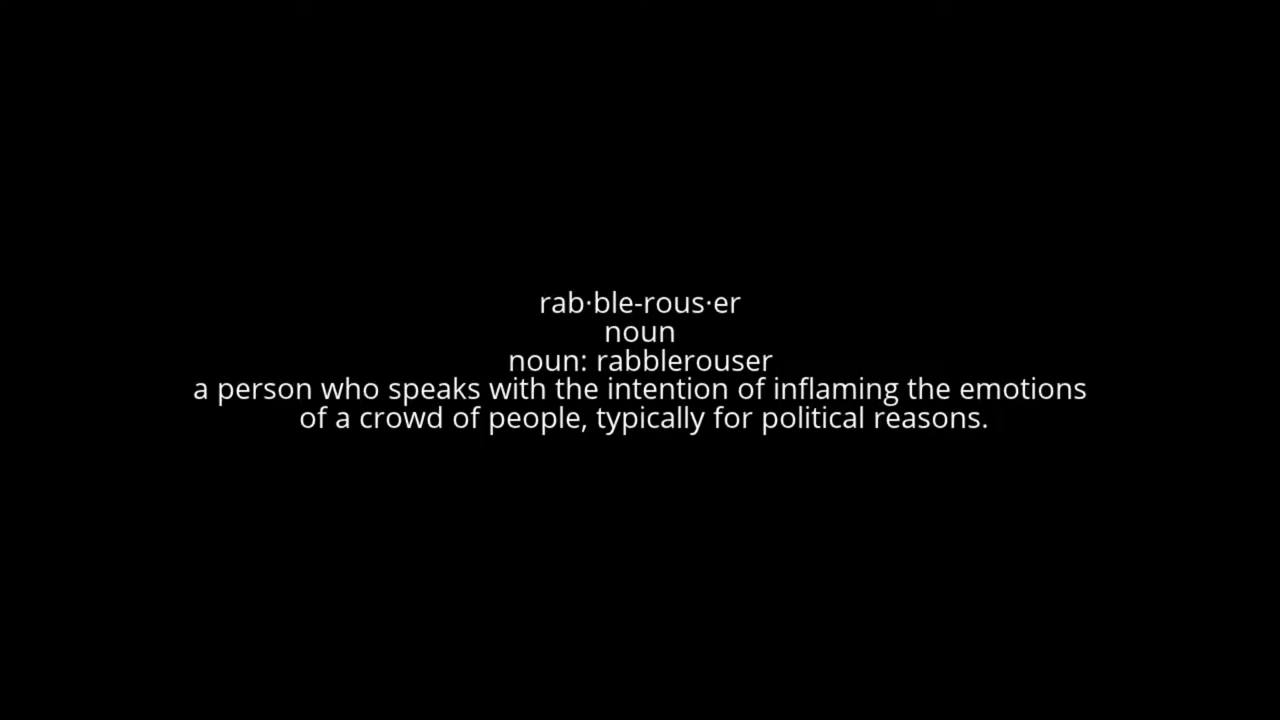 rab·ble-rous·er
noun
noun: rabblerouser
a person who speaks with the intention of inflaming the emotions
of a crowd of people, typically for political reasons.